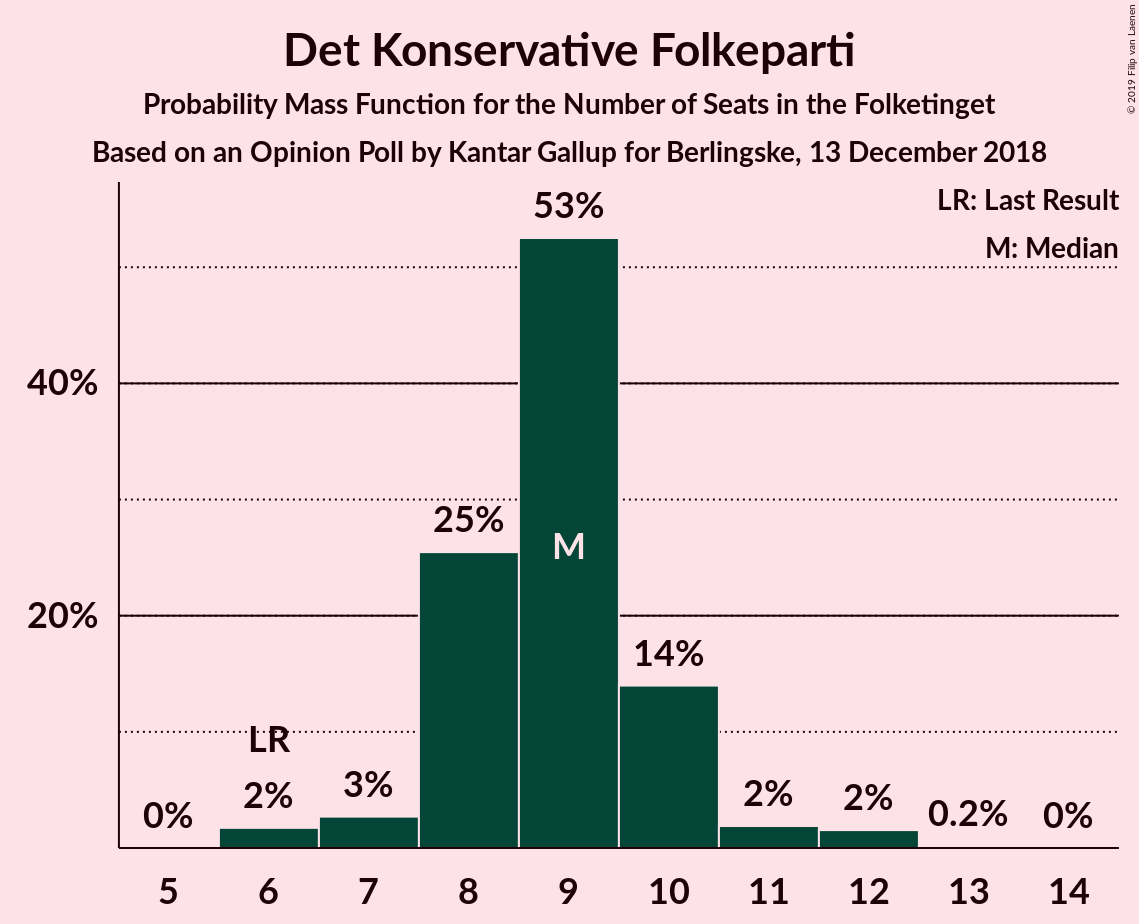 Det Konservative Folkeparti
Probability Mass Function for the Number of Seats in the Folketinget
Based on an Opinion Poll by Kantar Gallup for Berlingske, 13 December 2018
© 2019 Filip van Laenen
LR: Last Result
M: Median
53%
40%
25%
M
20%
14%
LR
0%
2%
3%
2%
2%
0.2%
0%
5 6 7 8 9 10 11 12 13 14